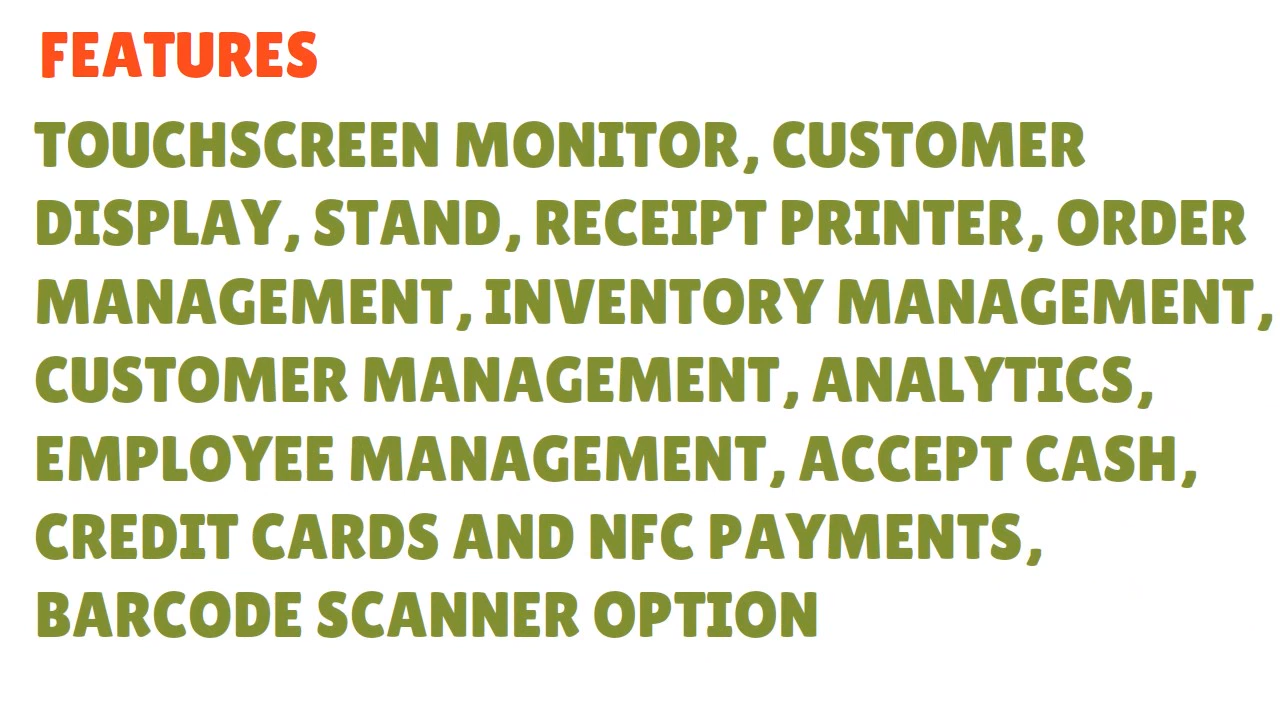 FEATURES
TOUCHSCREEN MONITOR, CUSTOMER
DISPLAY, STAND, RECEIPT PRINTER, ORDER
MANAGEMENT, INVENTORY MANAGEMENT,
CUSTOMER MANAGEMENT, ANALYTICS,
EMPLOYEE MANAGEMENT, ACCEPT CASH,
CREDIT CARDS AND NFC PAYMENTS,
BARCODE SCANNER OPTION